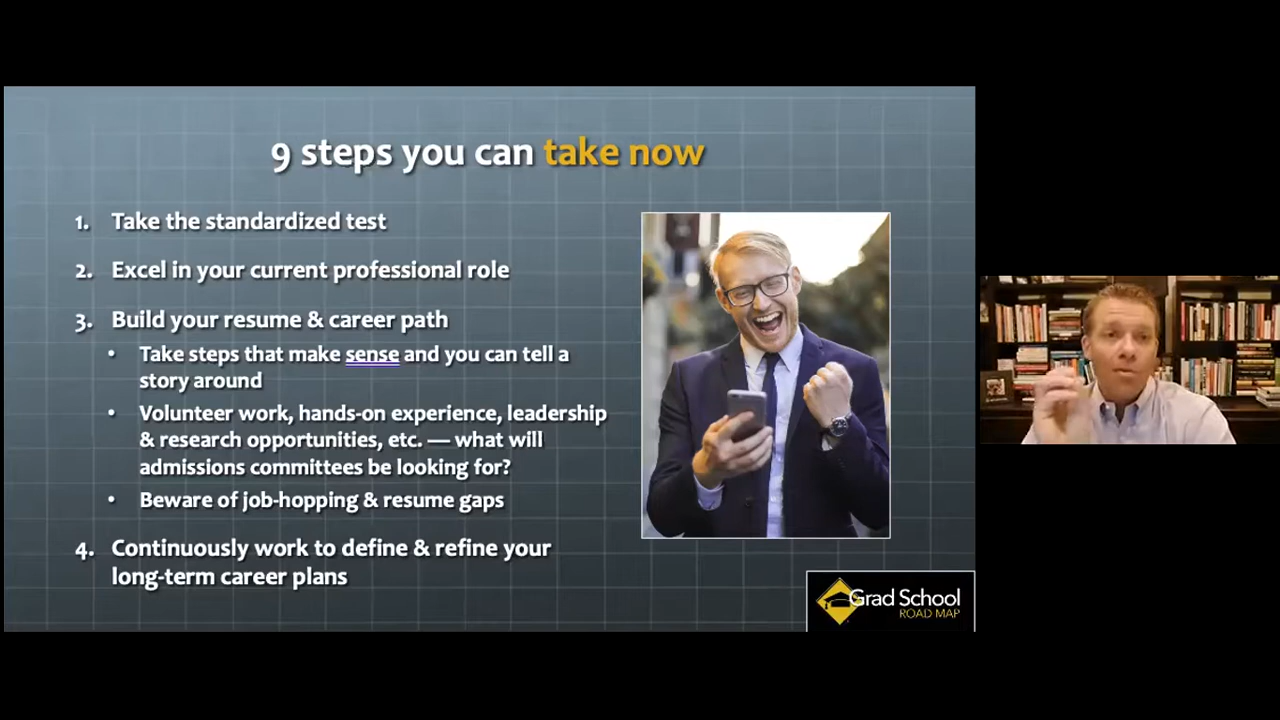 9 steps you can take now
1. Take the standardized test
2. Excel in your current professional role
3. Build your resume & career path
• Take steps that make sense and you can tell a
story around
• Volunteer work, hands-on experience, leadership
& research opportunities, etc. — what will
admissions committees be looking for?
• Beware of job-hopping & resume gaps
4. Continuously work to define & refine your
long-term career plans
Grad School
ROAD MAP